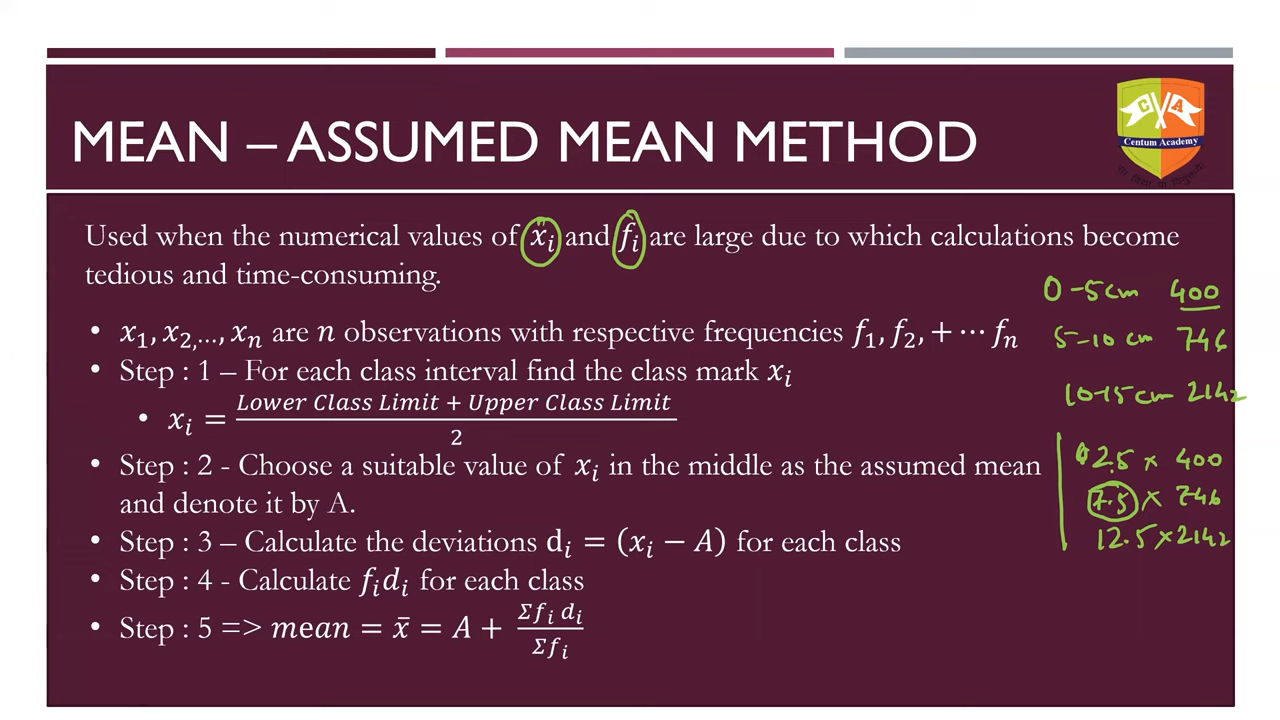 C A
Centum Academy
MEAN – ASSUMED MEAN METHOD
Used when the numerical values of xᵢ and fᵢ are large due to which calculations become
tedious and time-consuming.
• x₁, x₂,…, xₙ are n observations with respective frequencies f₁, f₂, + ⋯ fₙ
• Step : 1 – For each class interval find the class mark xᵢ
• xᵢ = (Lower Class Limit + Upper Class Limit) / 2
• Step : 2 - Choose a suitable value of xᵢ in the middle as the assumed mean
and denote it by A.
• Step : 3 – Calculate the deviations dᵢ = (xᵢ − A) for each class
• Step : 4 - Calculate fᵢdᵢ for each class
• Step : 5 => mean = x̄ = A + Σfᵢ dᵢ / Σfᵢ
0-5cm 400
5-10 cm 746
10-15cm 2142
2.5 × 400
7.5 × 746
12.5 × 2142